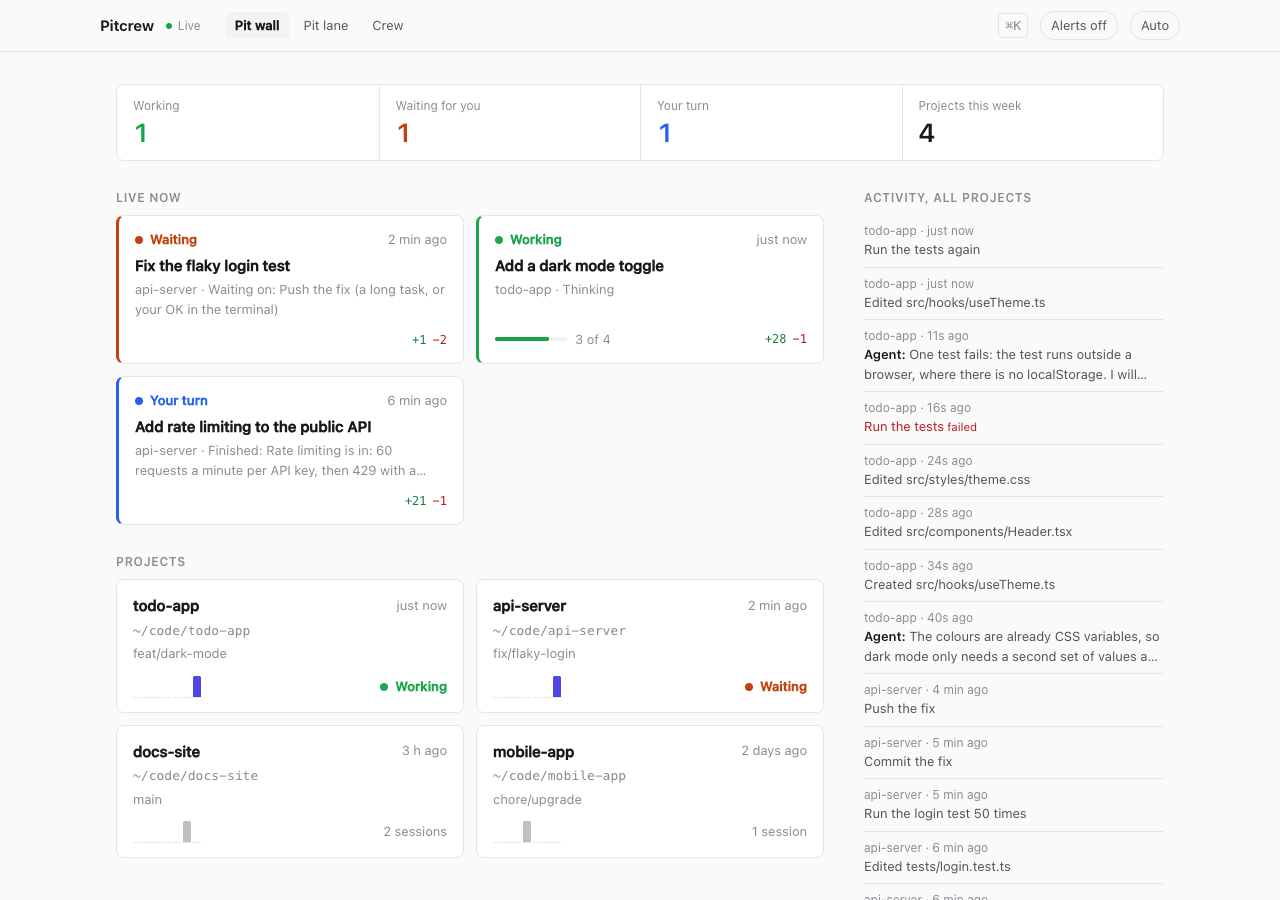 Pitcrew
Live
Pit wall
Pit lane
Crew
⌘K
Alerts off
Auto
Working
1
Waiting for you
1
Your turn
1
Projects this week
4
LIVE NOW
Waiting
2 min ago
Fix the flaky login test
api-server · Waiting on: Push the fix (a long task, or
your OK in the terminal)
+1 −2
Working
just now
Add a dark mode toggle
todo-app · Thinking
3 of 4
+28 −1
Your turn
6 min ago
Add rate limiting to the public API
api-server · Finished: Rate limiting is in: 60
requests a minute per API key, then 429 with a…
+21 −1
PROJECTS
todo-app
just now
~/code/todo-app
feat/dark-mode
Working
api-server
2 min ago
~/code/api-server
fix/flaky-login
Waiting
docs-site
3 h ago
~/code/docs-site
main
2 sessions
mobile-app
2 days ago
~/code/mobile-app
chore/upgrade
1 session
ACTIVITY, ALL PROJECTS
todo-app · just now
Run the tests again
todo-app · just now
Edited src/hooks/useTheme.ts
todo-app · 11s ago
Agent: One test fails: the test runs outside a
browser, where there is no localStorage. I will…
todo-app · 16s ago
Run the tests failed
todo-app · 24s ago
Edited src/styles/theme.css
todo-app · 28s ago
Edited src/components/Header.tsx
todo-app · 34s ago
Created src/hooks/useTheme.ts
todo-app · 40s ago
Agent: The colours are already CSS variables, so
dark mode only needs a second set of values a…
api-server · 4 min ago
Push the fix
api-server · 5 min ago
Commit the fix
api-server · 5 min ago
Run the login test 50 times
api-server · 6 min ago
Edited tests/login.test.ts
api-server · 6 min ago